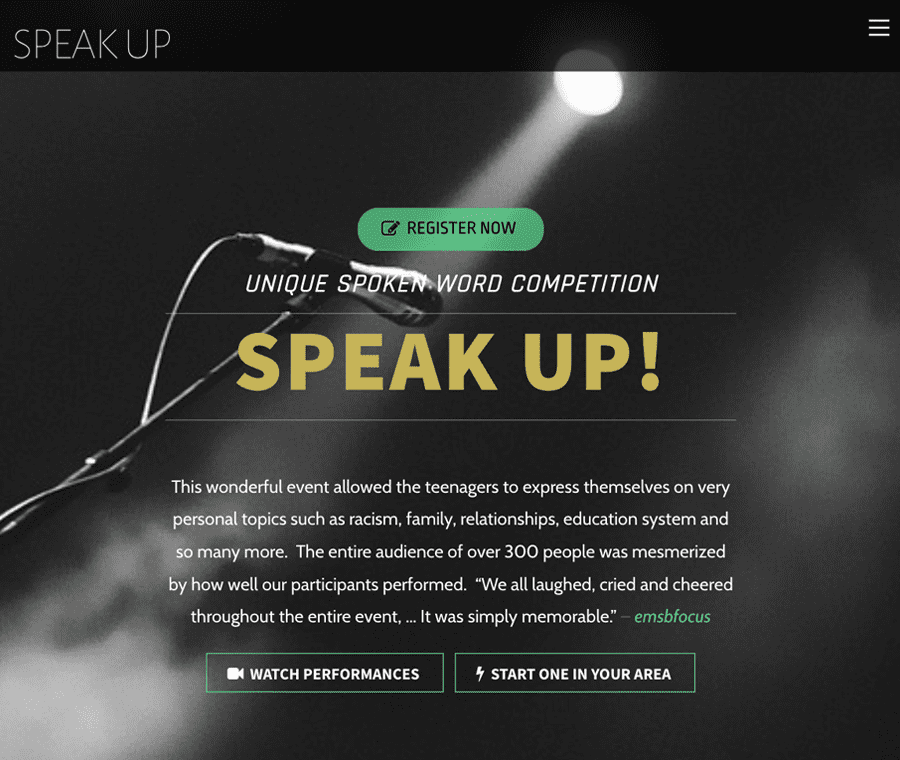 SPEAK UP
REGISTER NOW
UNIQUE SPOKEN WORD COMPETITION
SPEAK UP!
This wonderful event allowed the teenagers to express themselves on very
personal topics such as racism, family, relationships, education system and
so many more.  The entire audience of over 300 people was mesmerized
by how well our participants performed.  “We all laughed, cried and cheered
throughout the entire event, ... It was simply memorable.” – emsbfocus
WATCH PERFORMANCES
START ONE IN YOUR AREA